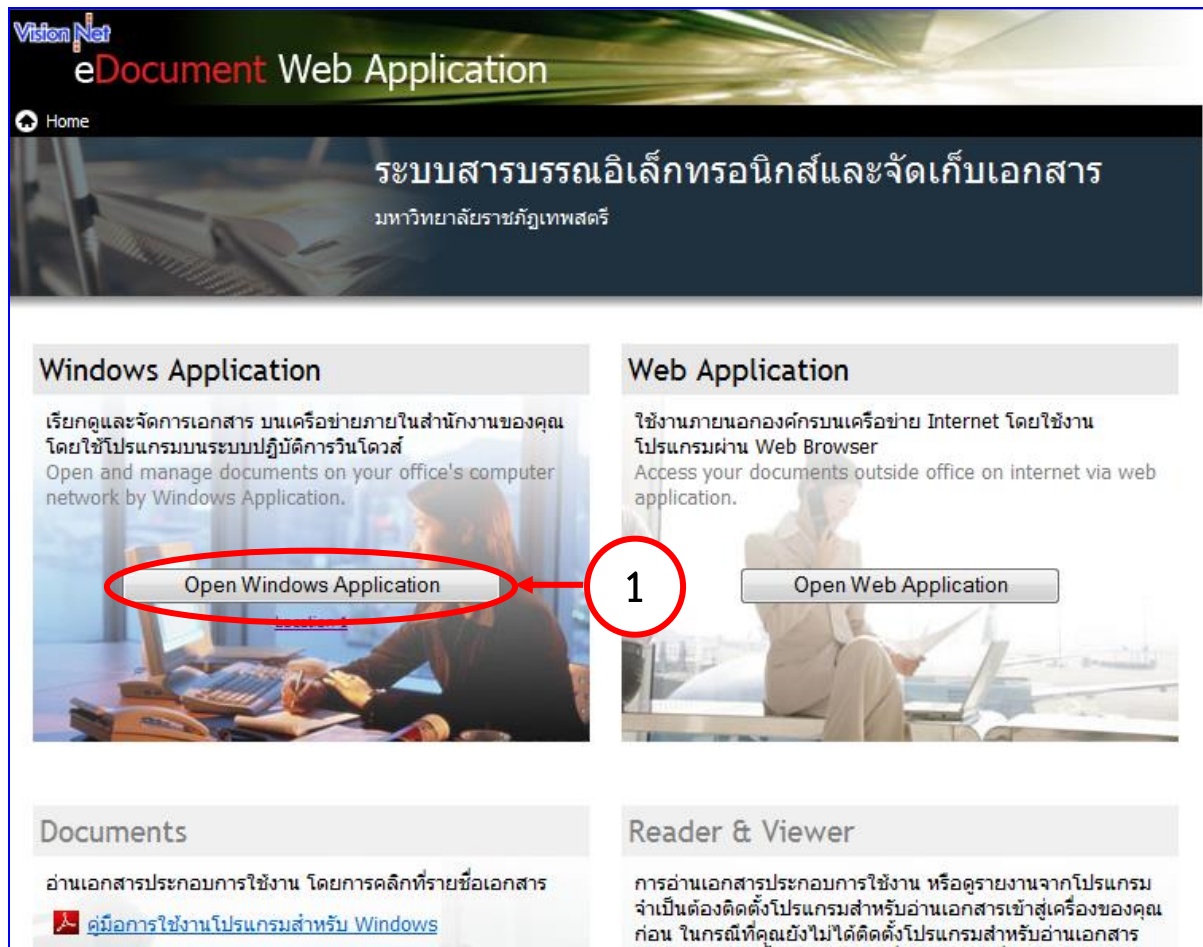 Vision Net
eDocument Web Application
Home
ระบบสารบรรณอิเล็กทรอนิกส์และจัดเก็บเอกสาร
มหาวิทยาลัยราชภัฏเทพสตรี
Windows Application
เรียกดูและจัดการเอกสาร บนเครือข่ายภายในสำนักงานของคุณ
โดยใช้โปรแกรมบนระบบปฏิบัติการวินโดวส์
Open and manage documents on your office's computer
network by Windows Application.
Open Windows Application
Location 1
1
Web Application
ใช้งานภายนอกองค์กรบนเครือข่าย Internet โดยใช้งาน
โปรแกรมผ่าน Web Browser
Access your documents outside office on internet via web
application.
Open Web Application
Documents
อ่านเอกสารประกอบการใช้งาน โดยการคลิกที่รายชื่อเอกสาร
คู่มือการใช้งานโปรแกรมสำหรับ Windows
Reader & Viewer
การอ่านเอกสารประกอบการใช้งาน หรือดูรายงานจากโปรแกรม
จำเป็นต้องติดตั้งโปรแกรมสำหรับอ่านเอกสารเข้าสู่เครื่องของคุณ
ก่อน ในกรณีที่คุณยังไม่ได้ติดตั้งโปรแกรมสำหรับอ่านเอกสาร